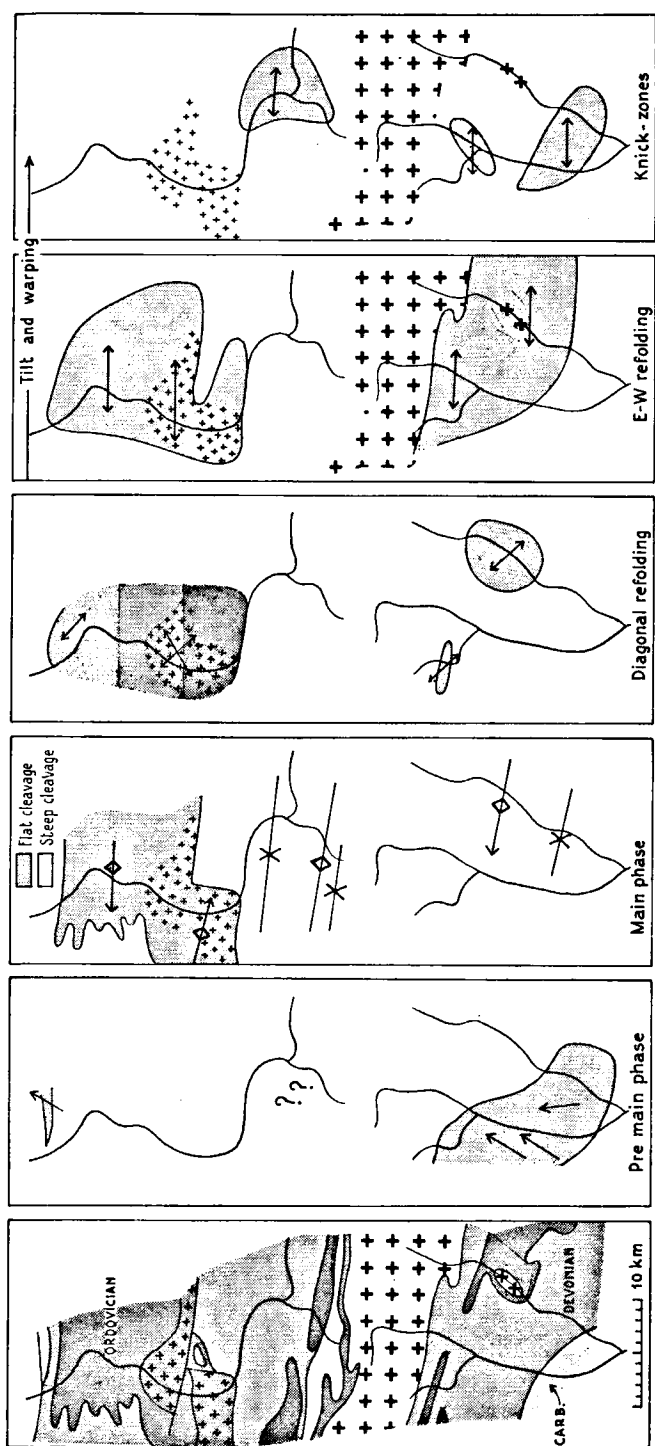 ORDOVICIAN
DEVONIAN
CARB.
10 km
? ?
Pre main phase
Flat cleavage
Steep cleavage
Main phase
Diagonal refolding
Tilt and warping
E-W refolding
Knick-zones